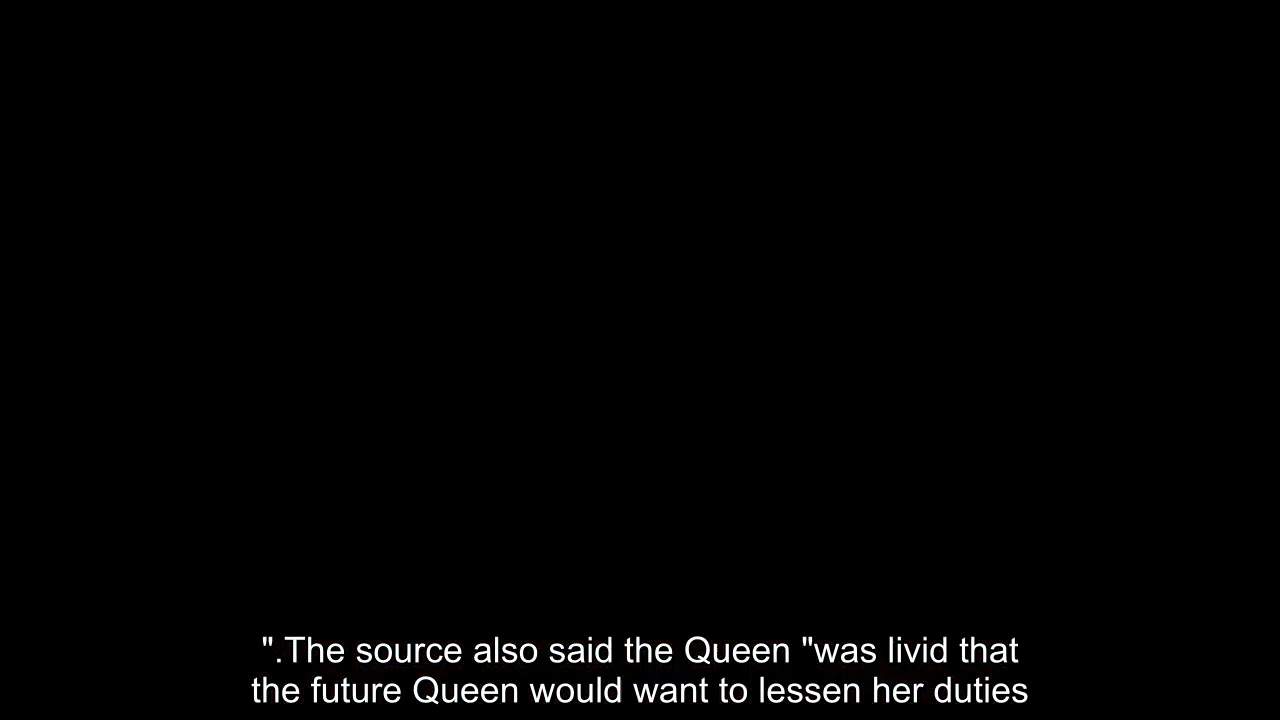 ".The source also said the Queen "was livid that
the future Queen would want to lessen her duties